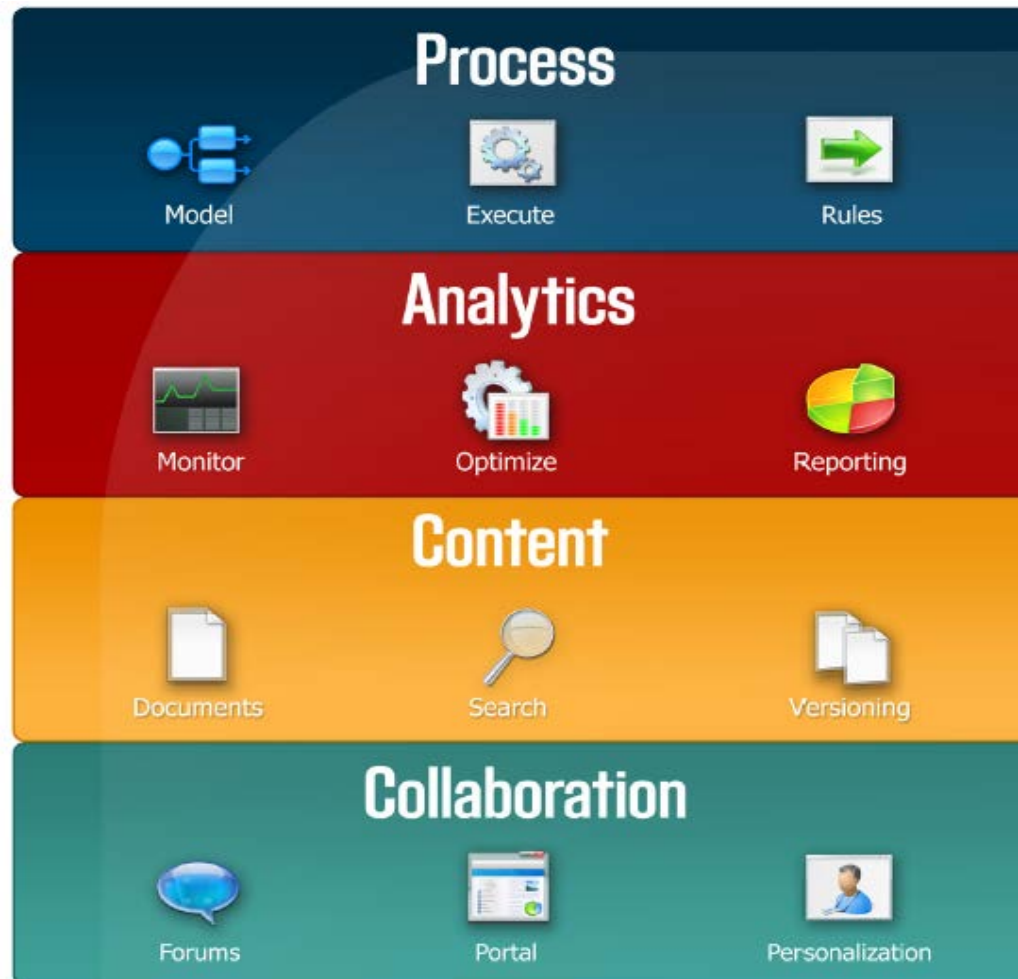 Process
Model Execute Rules
Analytics
Monitor Optimize Reporting
Content
Documents Search Versioning
Collaboration
Forums Portal Personalization